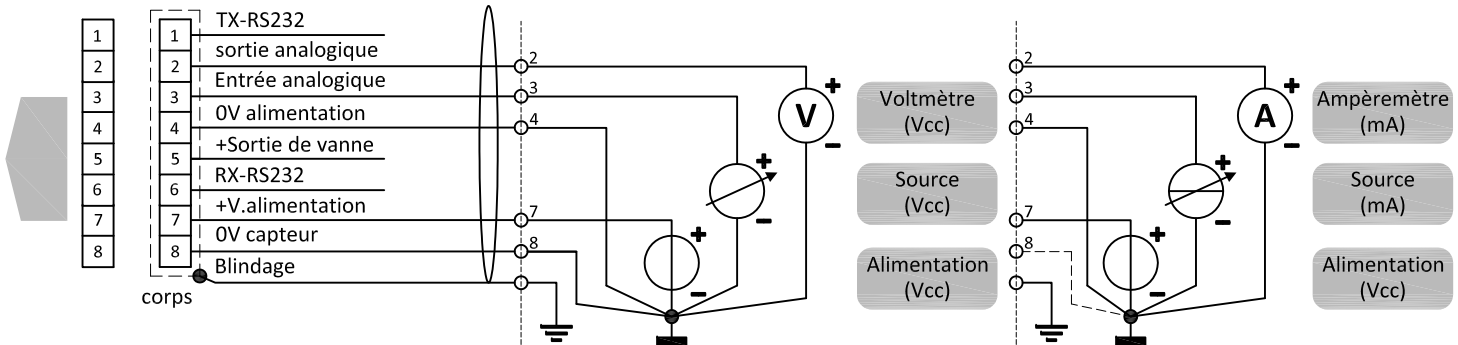 1
2
3
4
5
6
7
8
1
2
3
4
5
6
7
8
corps
TX-RS232
sortie analogique
Entrée analogique
0V alimentation
+Sortie de vanne
RX-RS232
+V.alimentation
0V capteur
Blindage
2
3
4
7
8
V
+
−
+
−
+
−
Voltmètre
(Vcc)
Source
(Vcc)
Alimentation
(Vcc)
2
3
4
7
8
A
+
−
+
−
+
−
Ampèremètre
(mA)
Source
(mA)
Alimentation
(Vcc)